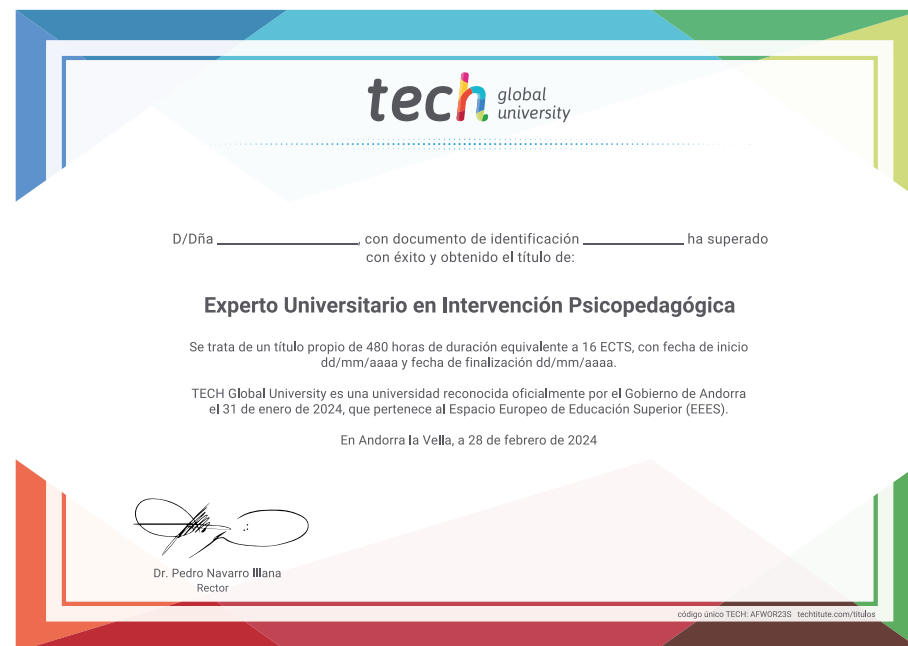 tech global university
D/Dña ____________________, con documento de identificación ______________ ha superado
con éxito y obtenido el título de:
Experto Universitario en Intervención Psicopedagógica
Se trata de un título propio de 480 horas de duración equivalente a 16 ECTS, con fecha de inicio
dd/mm/aaaa y fecha de finalización dd/mm/aaaa.
TECH Global University es una universidad reconocida oficialmente por el Gobierno de Andorra
el 31 de enero de 2024, que pertenece al Espacio Europeo de Educación Superior (EEES).
En Andorra la Vella, a 28 de febrero de 2024
Dr. Pedro Navarro Illana
Rector
código único TECH: AFWOR23S techtitute.com/titulos